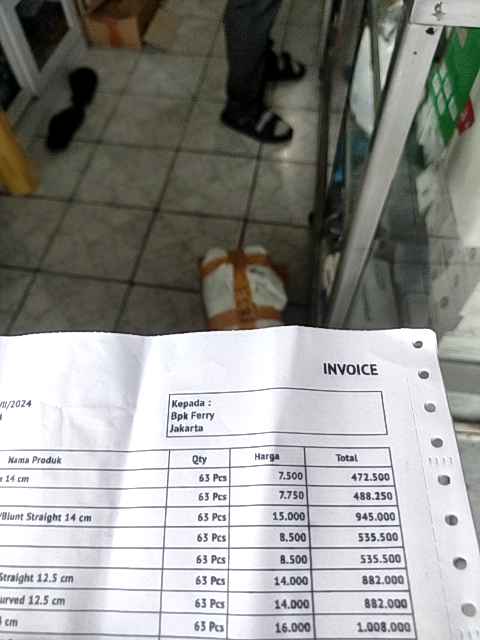 INVOICE
/VII/2024
Kepada :
Bpk Ferry
Jakarta
Nama Produk Qty Harga Total
s 14 cm 63 Pcs 7.500 472.500
63 Pcs 7.750 488.250
/Blunt Straight 14 cm 63 Pcs 15.000 945.000
63 Pcs 8.500 535.500
63 Pcs 8.500 535.500
Straight 12.5 cm 63 Pcs 14.000 882.000
urved 12.5 cm 63 Pcs 14.000 882.000
cm 63 Pcs 16.000 1.008.000